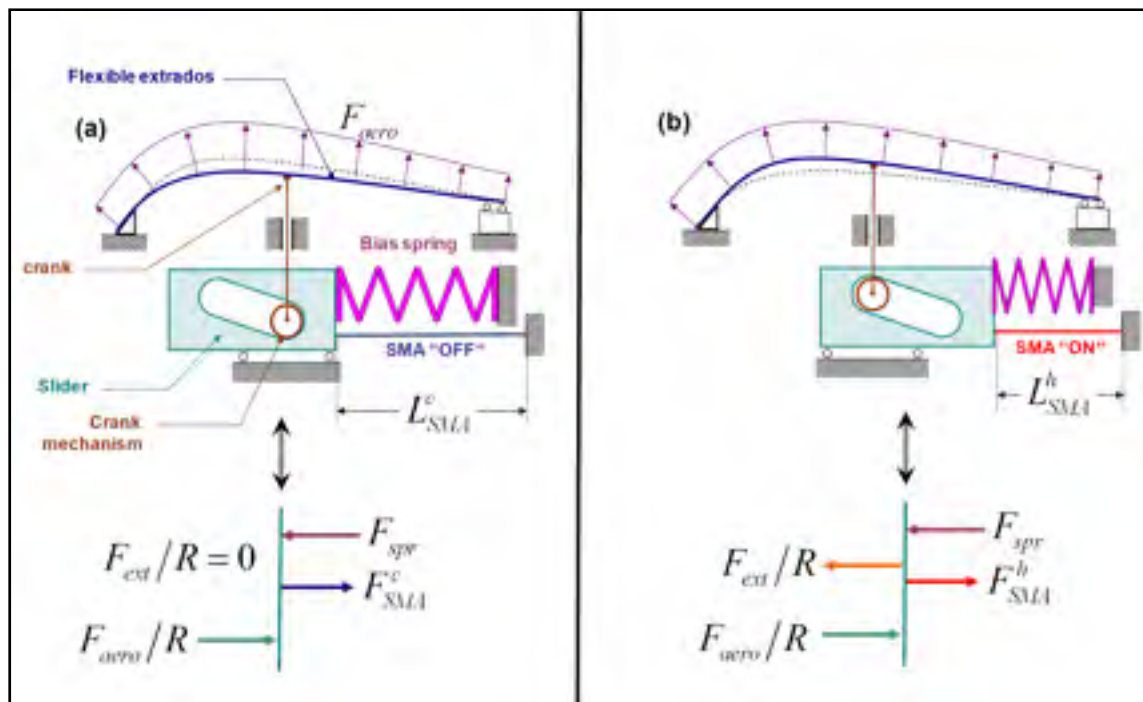 Flexible extrados
(a)
F_aero
crank
Bias spring
SMA "OFF"
Slider
L^c_SMA
Crank
mechanism
F_spr
F_ext/R = 0
F^c_SMA
F_aero/R
(b)
SMA "ON"
L^h_SMA
F_spr
F_ext/R
F^h_SMA
F_aero/R